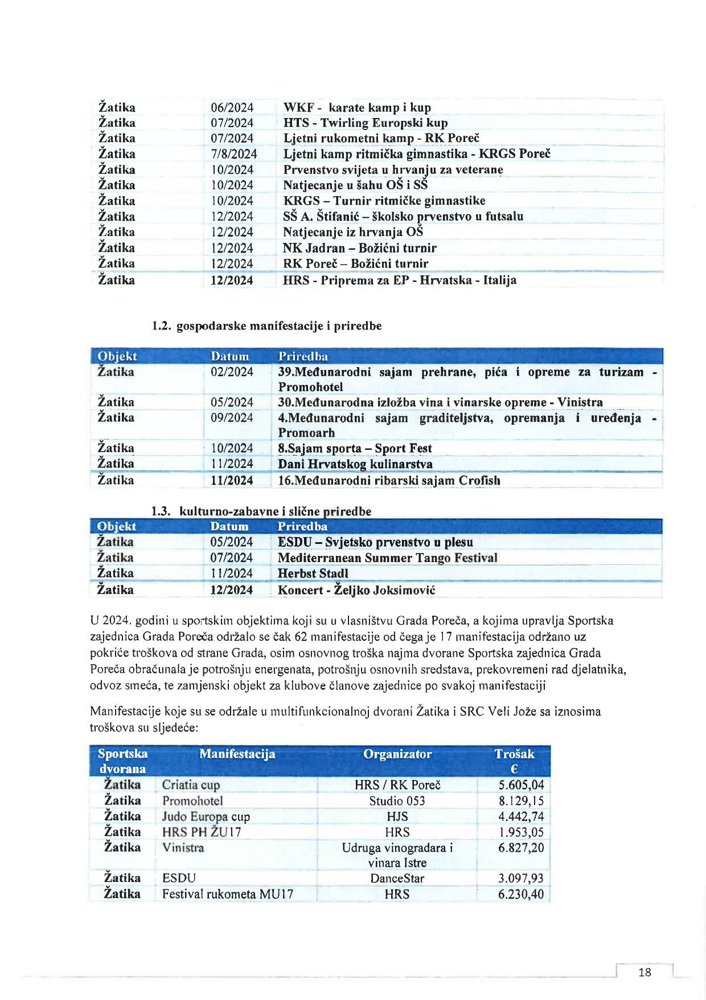 Žatika 06/2024 WKF - karate kamp i kup
Žatika 07/2024 HTS - Twirling Europski kup
Žatika 07/2024 Ljetni rukometni kamp - RK Poreč
Žatika 7/8/2024 Ljetni kamp ritmička gimnastika - KRGS Poreč
Žatika 10/2024 Prvenstvo svijeta u hrvanju za veterane
Žatika 10/2024 Natjecanje u šahu OŠ i SŠ
Žatika 10/2024 KRGS – Turnir ritmičke gimnastike
Žatika 12/2024 SŠ A. Štifanić – školsko prvenstvo u futsalu
Žatika 12/2024 Natjecanje iz hrvanja OŠ
Žatika 12/2024 NK Jadran – Božićni turnir
Žatika 12/2024 RK Poreč – Božićni turnir
Žatika 12/2024 HRS - Priprema za EP - Hrvatska - Italija
1.2. gospodarske manifestacije i priredbe
Objekt Datum Priredba
Žatika 02/2024 39.Međunarodni sajam prehrane, pića i opreme za turizam -
Promohotel
Žatika 05/2024 30.Međunarodna izložba vina i vinarske opreme - Vinistra
Žatika 09/2024 4.Međunarodni sajam graditeljstva, opremanja i uređenja -
Promoarh
Žatika 10/2024 8.Sajam sporta – Sport Fest
Žatika 11/2024 Dani Hrvatskog kulinarstva
Žatika 11/2024 16.Međunarodni ribarski sajam Crofish
1.3. kulturno-zabavne i slične priredbe
Objekt Datum Priredba
Žatika 05/2024 ESDU – Svjetsko prvenstvo u plesu
Žatika 07/2024 Mediterranean Summer Tango Festival
Žatika 11/2024 Herbst Stadl
Žatika 12/2024 Koncert - Željko Joksimović
U 2024. godini u sportskim objektima koji su u vlasništvu Grada Poreča, a kojima upravlja Sportska
zajednica Grada Poreča održalo se čak 62 manifestacije od čega je 17 manifestacija održano uz
pokriće troškova od strane Grada, osim osnovnog troška najma dvorane Sportska zajednica Grada
Poreča obračunala je potrošnju energenata, potrošnju osnovnih sredstava, prekovremeni rad djelatnika,
odvoz smeća, te zamjenski objekt za klubove članove zajednice po svakoj manifestaciji
Manifestacije koje su se održale u multifunkcionalnoj dvorani Žatika i SRC Veli Jože sa iznosima
troškova su sljedeće:
Sportska Manifestacija Organizator Trošak
dvorana €
Žatika Criatia cup HRS / RK Poreč 5.605,04
Žatika Promohotel Studio 053 8.129,15
Žatika Judo Europa cup HJS 4.442,74
Žatika HRS PH ŽU17 HRS 1.953,05
Žatika Vinistra Udruga vinogradara i 6.827,20
vinara Istre
Žatika ESDU DanceStar 3.097,93
Žatika Festival rukometa MU17 HRS 6.230,40
18